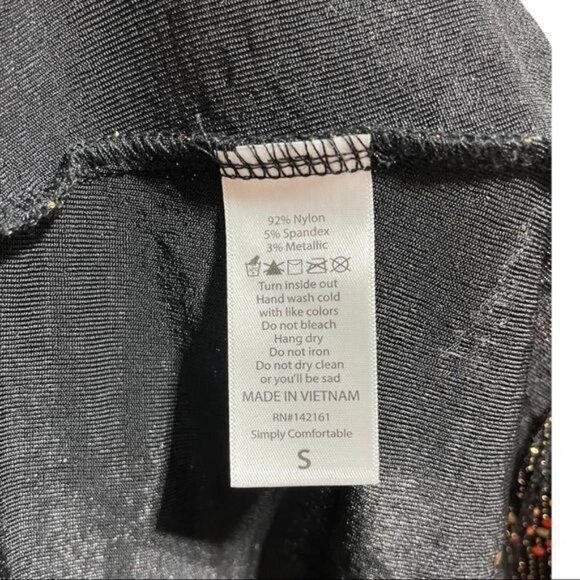 92% Nylon
5% Spandex
3% Metallic
Turn inside out
Hand wash cold
with like colors
Do not bleach
Hang dry
Do not iron
Do not dry clean
or you'll be sad
MADE IN VIETNAM
RN#142161
Simply Comfortable
S